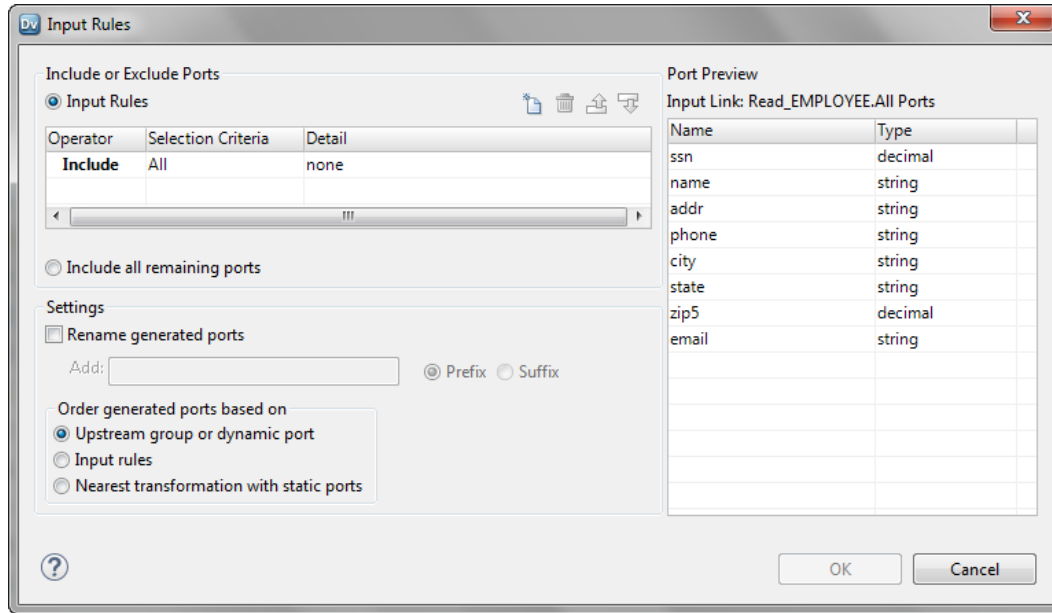 Dv Input Rules
Include or Exclude Ports
Input Rules
Operator Selection Criteria Detail
Include All none
Include all remaining ports
Settings
Rename generated ports
Add: Prefix Suffix
Order generated ports based on
Upstream group or dynamic port
Input rules
Nearest transformation with static ports
Port Preview
Input Link: Read_EMPLOYEE.All Ports
Name Type
ssn decimal
name string
addr string
phone string
city string
state string
zip5 decimal
email string
?
OK Cancel